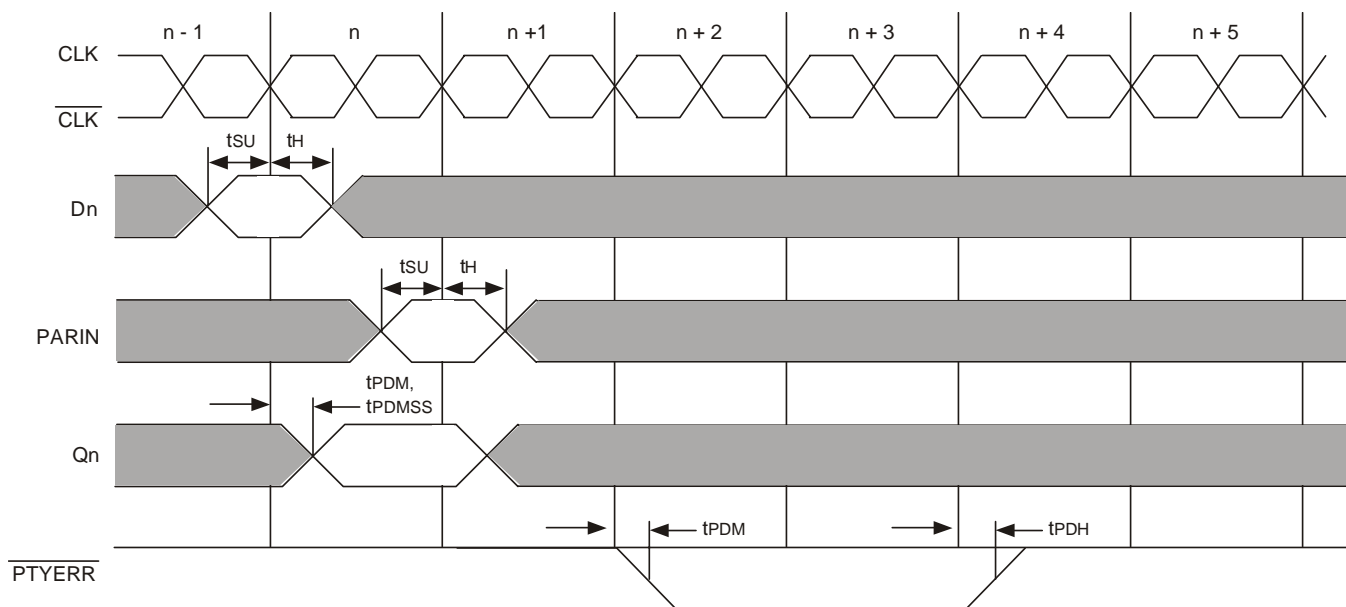 n - 1 n n +1 n + 2 n + 3 n + 4 n + 5
CLK
CLK
tSU tH
Dn
tSU tH
PARIN
tPDM,
tPDMSS
Qn
tPDM tPDH
PTYERR